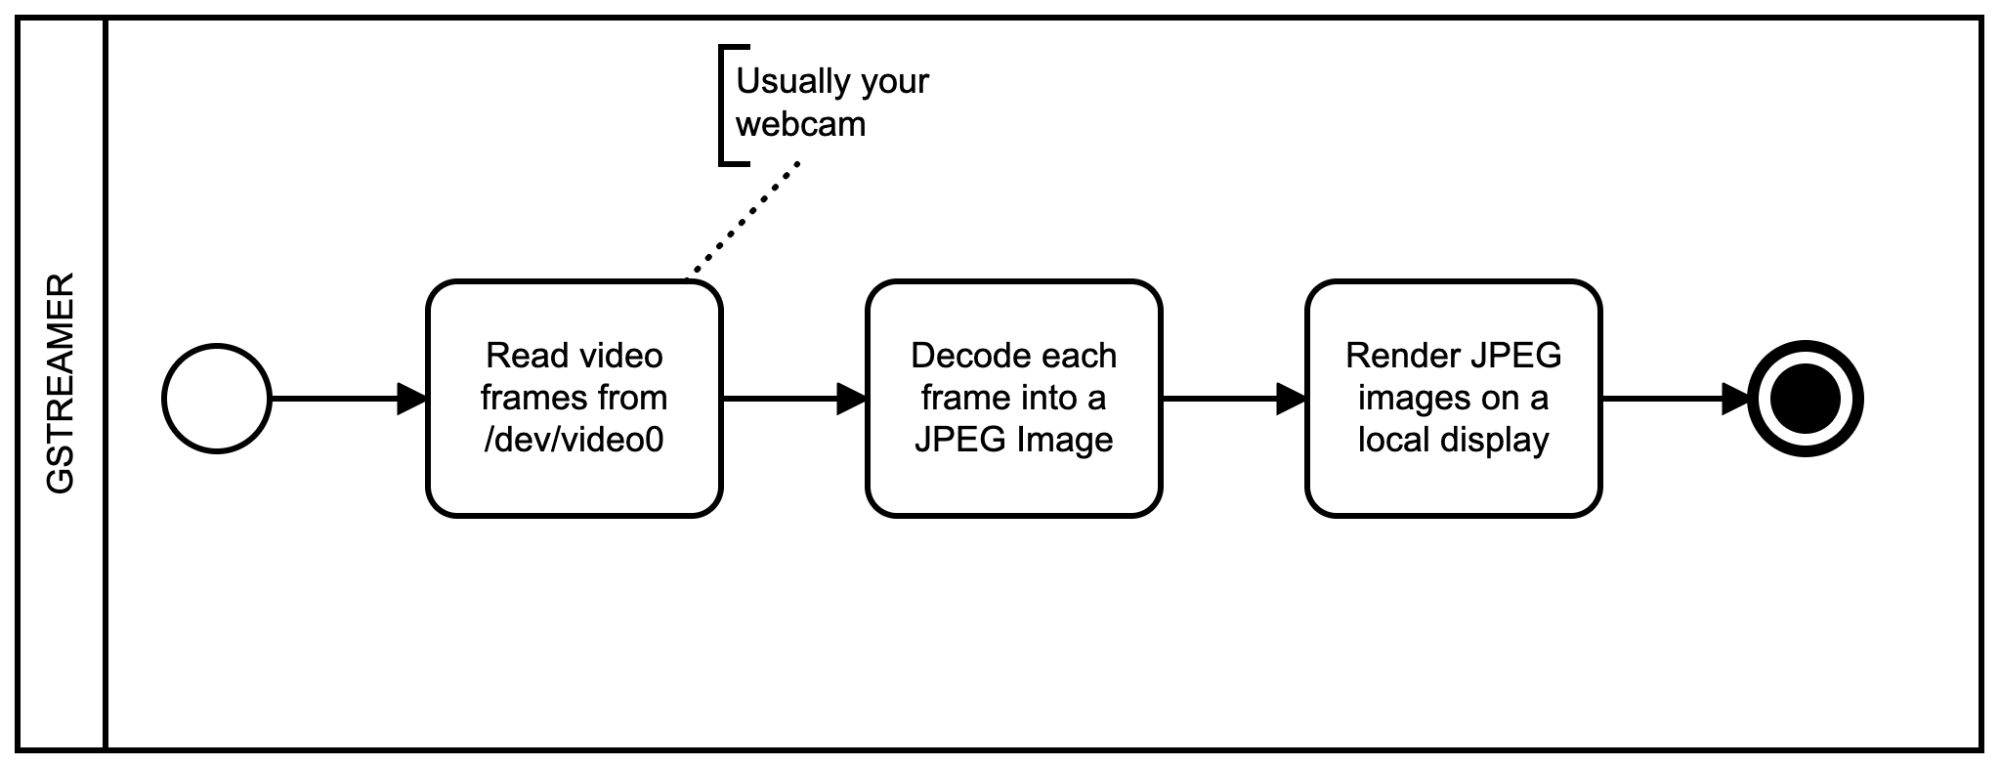 GSTREAMER
Usually your
webcam
Read video
frames from
/dev/video0
Decode each
frame into a
JPEG Image
Render JPEG
images on a
local display